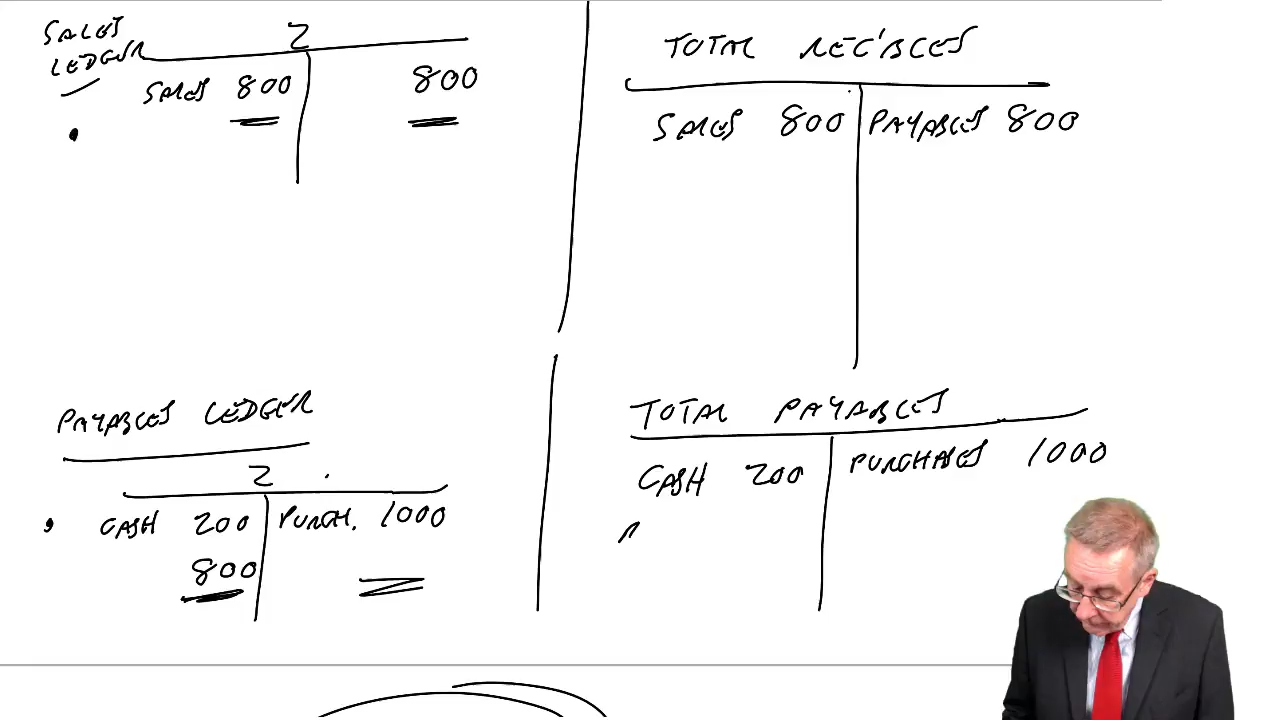 SALES
LEDGER
Z
SALES 800
800
TOTAL REC'BLES
SALES 800
PAYABLES 800
PAYABLES LEDGER
Z
CASH 200
PURCH. 1000
800
TOTAL PAYABLES
CASH 200
PURCHASES 1000